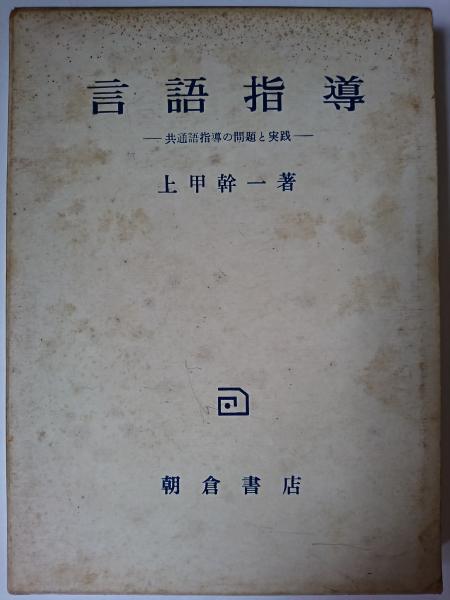 言語指導
―共通語指導の問題と実践―
上甲幹一著
朝倉書店